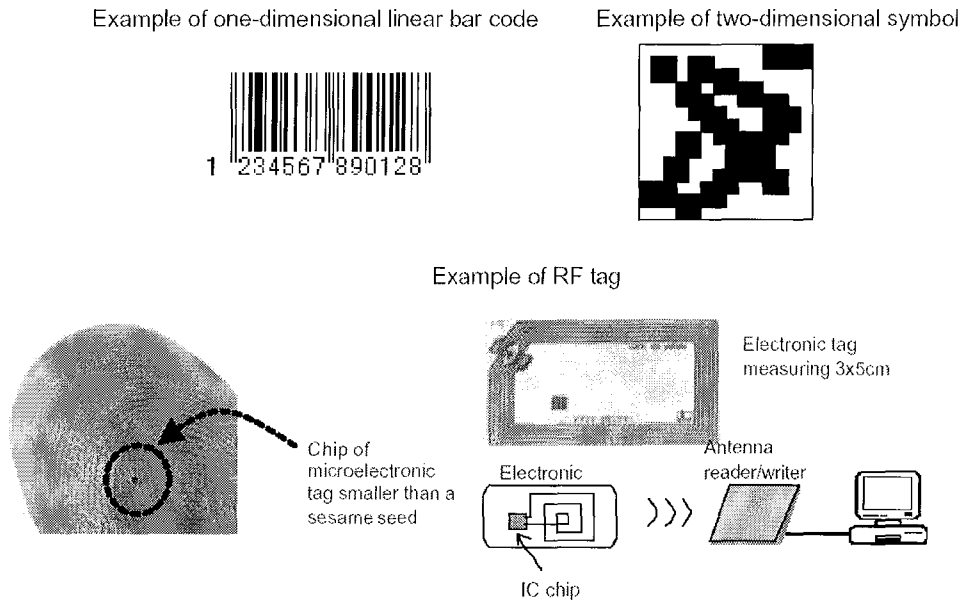 Example of one-dimensional linear bar code
Example of two-dimensional symbol
1 234567 890128
Example of RF tag
Electronic tag
measuring 3x5cm
Chip of
microelectronic
tag smaller than a
sesame seed
Electronic
Antenna
reader/writer
IC chip